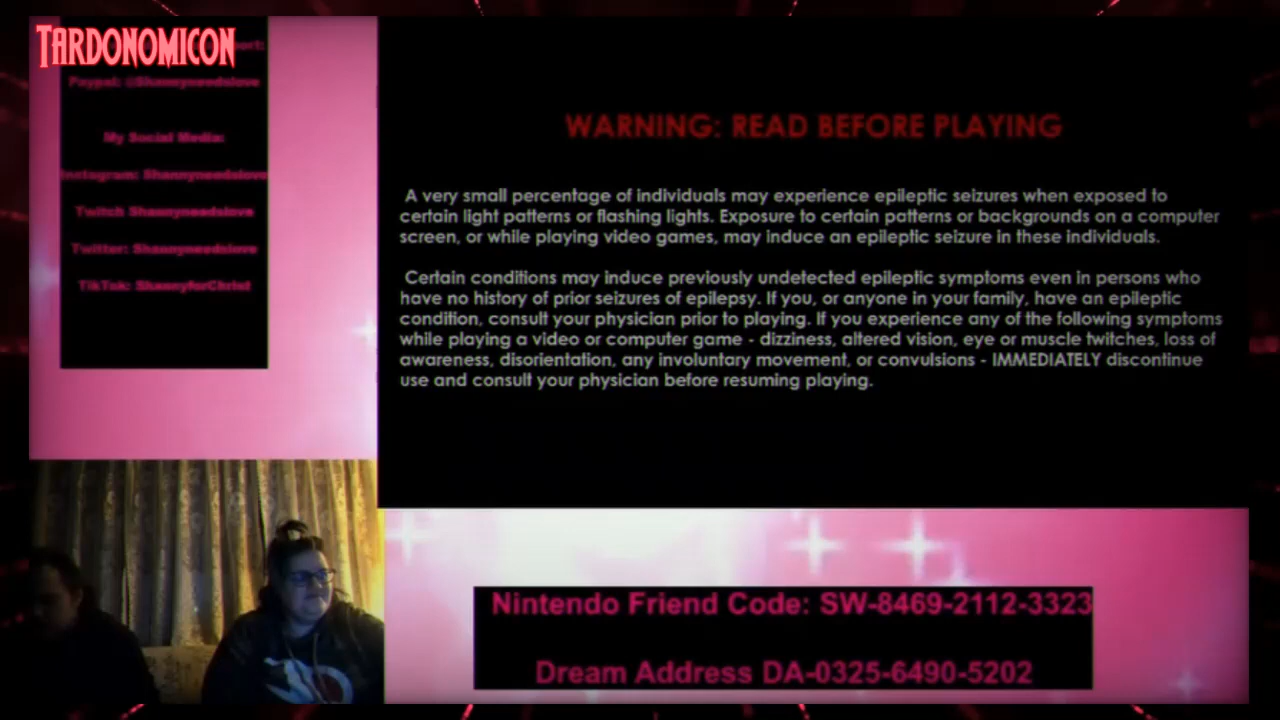 TARDONOMICON
Paypal: @Shannyneedslove
My Social Media:
Instagram: Shannyneedslove
Twitch Shannyneedslove
Twitter: Shannyneedslove
TikTok: ShannyforChrist
WARNING: READ BEFORE PLAYING
A very small percentage of individuals may experience epileptic seizures when exposed to
certain light patterns or flashing lights. Exposure to certain patterns or backgrounds on a computer
screen, or while playing video games, may induce an epileptic seizure in these individuals.
Certain conditions may induce previously undetected epileptic symptoms even in persons who
have no history of prior seizures of epilepsy. If you, or anyone in your family, have an epileptic
condition, consult your physician prior to playing. If you experience any of the following symptoms
while playing a video or computer game - dizziness, altered vision, eye or muscle twitches, loss of
awareness, disorientation, any involuntary movement, or convulsions - IMMEDIATELY discontinue
use and consult your physician before resuming playing.
Nintendo Friend Code: SW-8469-2112-3323
Dream Address DA-0325-6490-5202